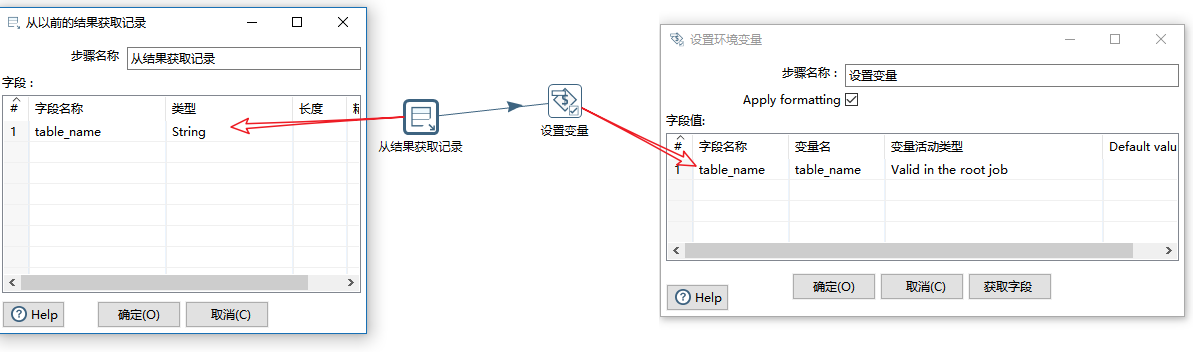 从以前的结果获取记录
步骤名称 从结果获取记录
字段：
# 字段名称 类型 长度
1 table_name String
Help 确定(O) 取消(C)
从结果获取记录
设置变量
设置环境变量
步骤名称： 设置变量
Apply formatting
字段值:
# 字段名称 变量名 变量活动类型 Default valu
1 table_name table_name Valid in the root job
确定(O) 取消(C) 获取字段
Help